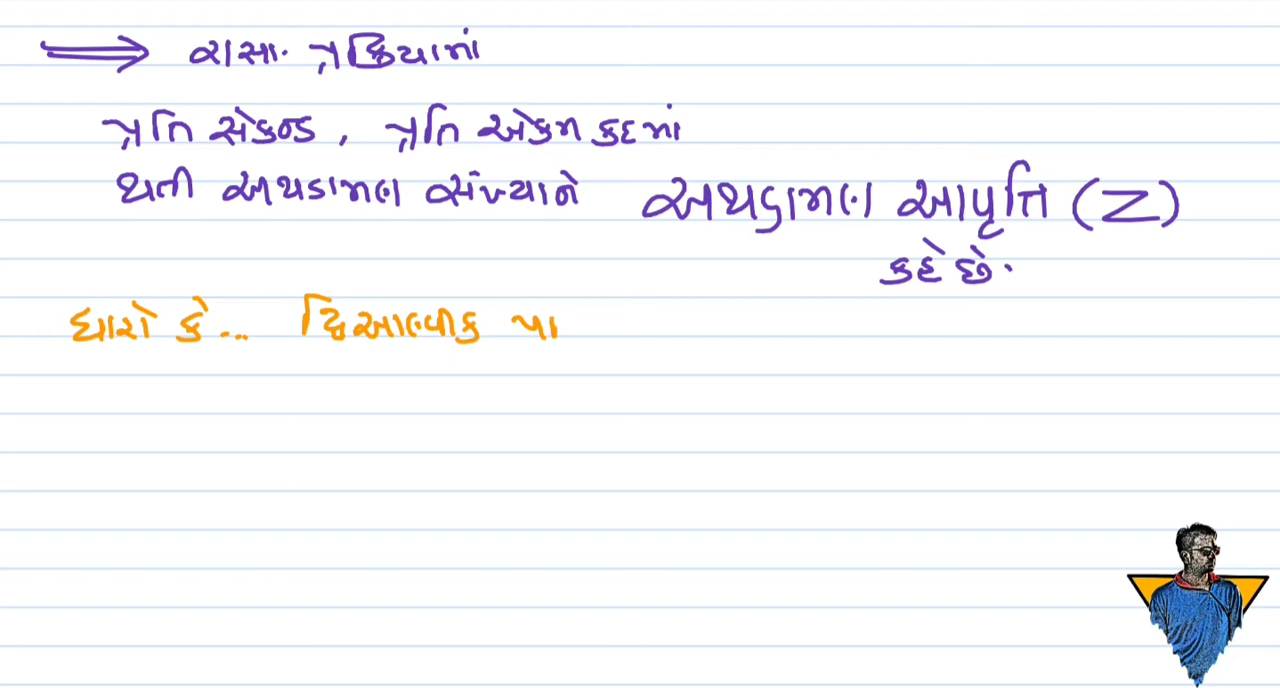 ⟹ રાસા. પ્રક્રિયામાં
પ્રતિ સેકન્ડ, પ્રતિ એકમ કદમાં
થતી અથડામણ સંખ્યાને અથડામણ આવૃત્તિ (Z)
કહે છે.
ધારો કે... દ્વિઆણ્વીક પ્રા